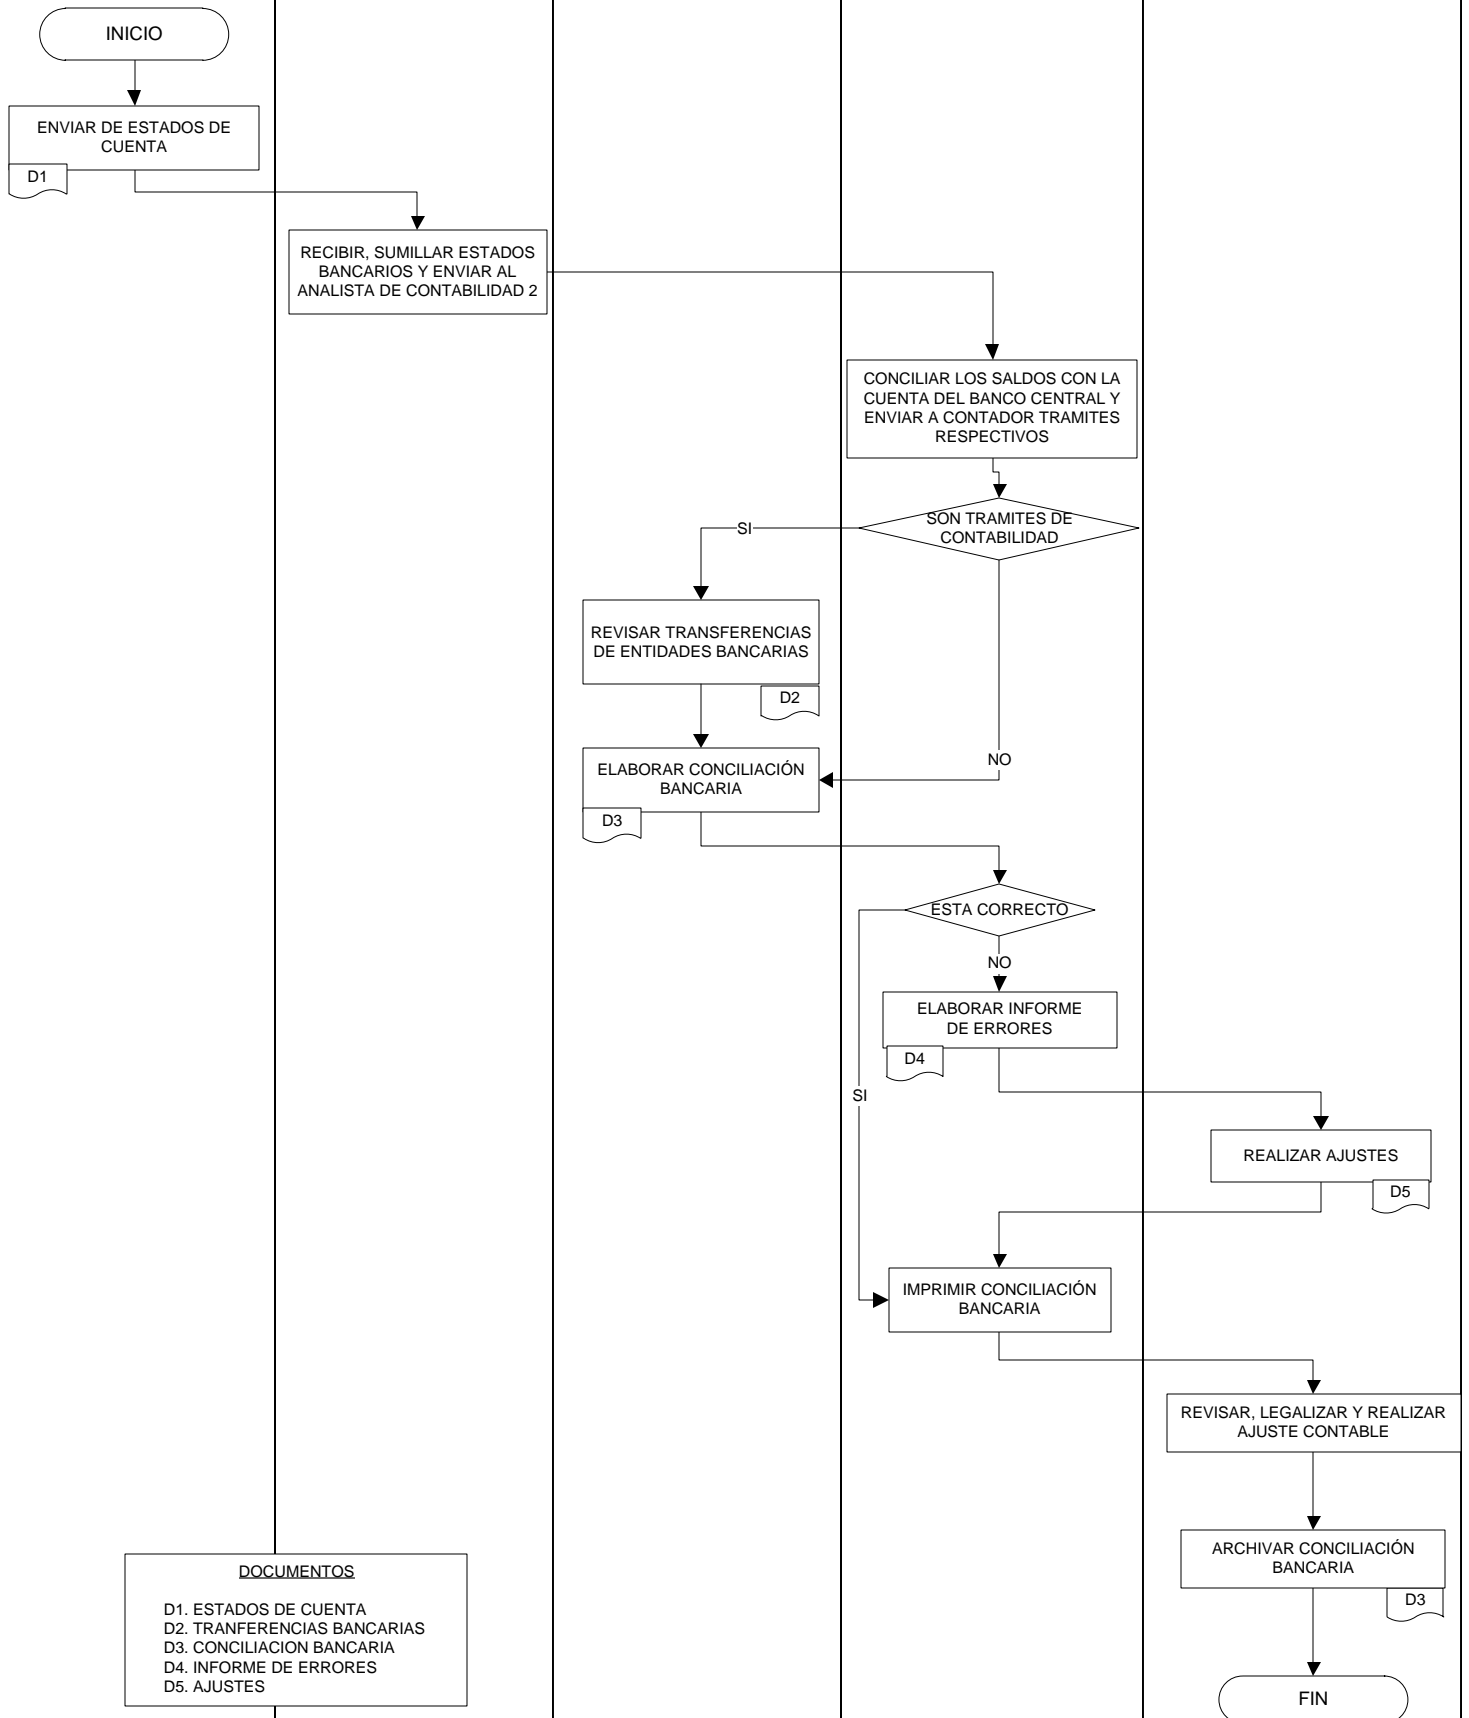 INICIO
ENVIAR DE ESTADOS DE
CUENTA
D1
RECIBIR, SUMILLAR ESTADOS
BANCARIOS Y ENVIAR AL
ANALISTA DE CONTABILIDAD 2
CONCILIAR LOS SALDOS CON LA
CUENTA DEL BANCO CENTRAL Y
ENVIAR A CONTADOR TRAMITES
RESPECTIVOS
SON TRAMITES DE
CONTABILIDAD
SI
REVISAR TRANSFERENCIAS
DE ENTIDADES BANCARIAS
D2
NO
ELABORAR CONCILIACIÓN
BANCARIA
D3
ESTA CORRECTO
NO
ELABORAR INFORME
DE ERRORES
D4
SI
REALIZAR AJUSTES
D5
IMPRIMIR CONCILIACIÓN
BANCARIA
REVISAR, LEGALIZAR Y REALIZAR
AJUSTE CONTABLE
ARCHIVAR CONCILIACIÓN
BANCARIA
D3
FIN
DOCUMENTOS
D1. ESTADOS DE CUENTA
D2. TRANFERENCIAS BANCARIAS
D3. CONCILIACION BANCARIA
D4. INFORME DE ERRORES
D5. AJUSTES